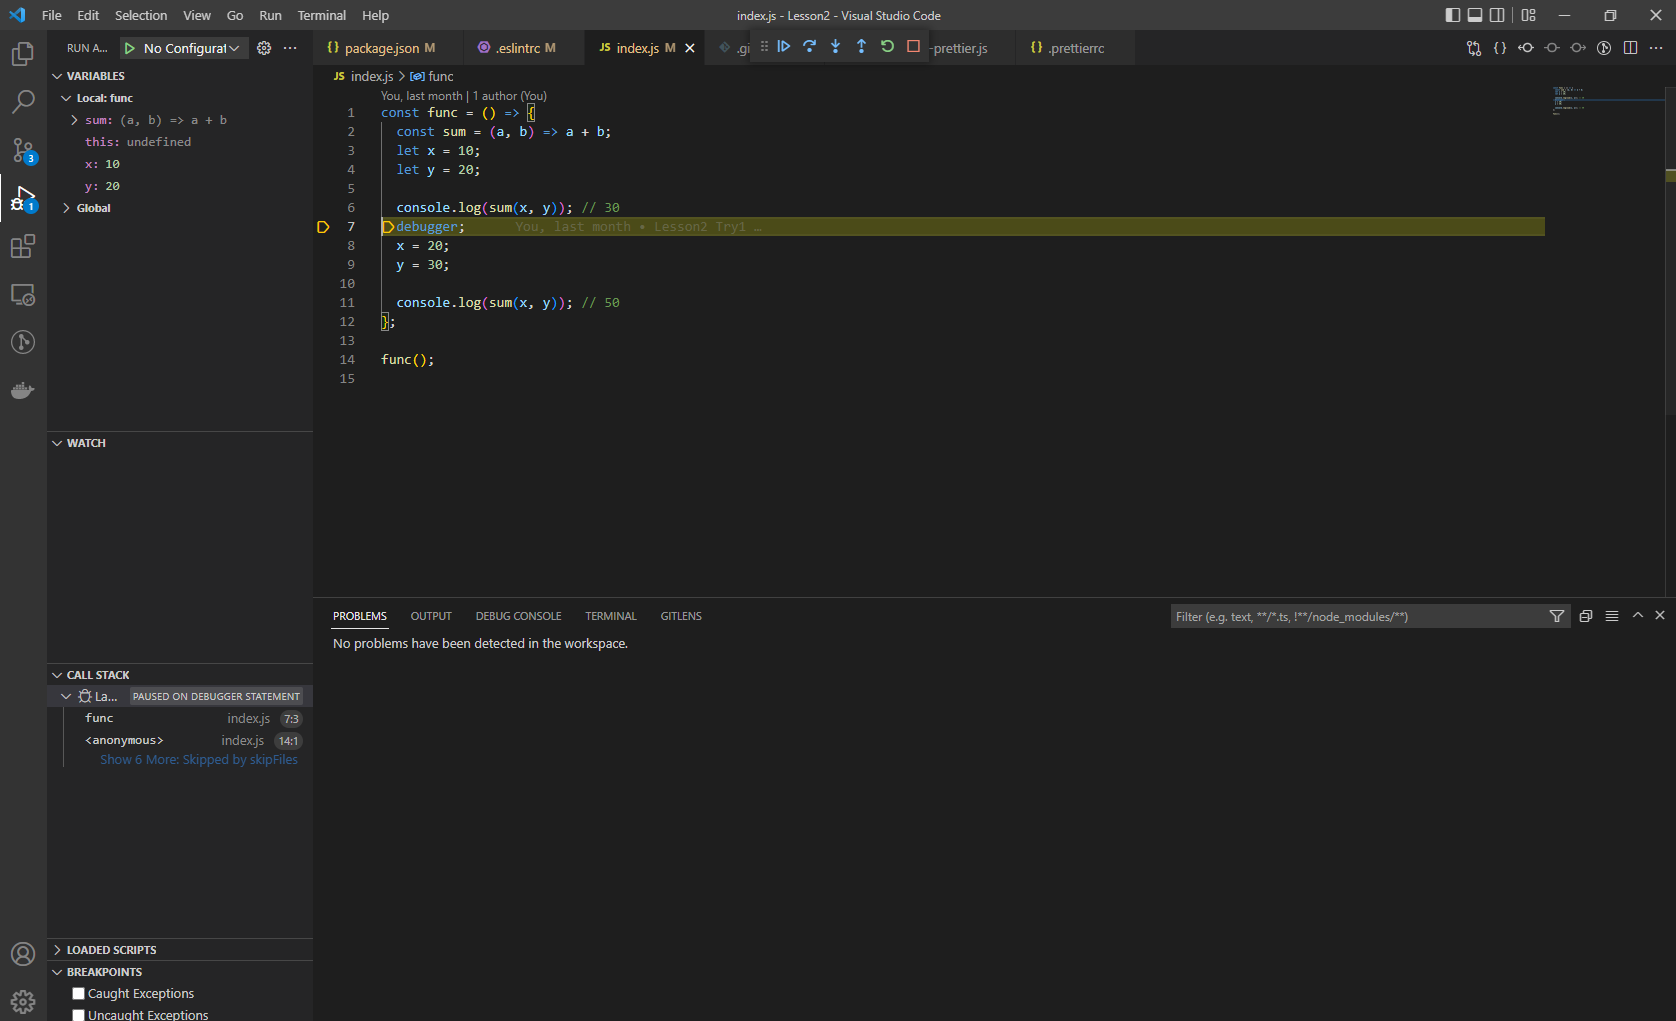 File Edit Selection View Go Run Terminal Help
index.js - Lesson2 - Visual Studio Code
RUN A... No Configurat
package.json M
.eslintrc M
JS index.js M
.gi
-prettier.js
.prettierrc
JS index.js > func
3
1
VARIABLES
Local: func
sum: (a, b) => a + b
this: undefined
x: 10
y: 20
Global
WATCH
CALL STACK
La... PAUSED ON DEBUGGER STATEMENT
func index.js 7:3
<anonymous> index.js 14:1
Show 6 More: Skipped by skipFiles
LOADED SCRIPTS
BREAKPOINTS
Caught Exceptions
Uncaught Exceptions
You, last month | 1 author (You)
1 const func = () => {
2 const sum = (a, b) => a + b;
3 let x = 10;
4 let y = 20;
5
6 console.log(sum(x, y)); // 30
7 debugger; You, last month • Lesson2 Try1 …
8 x = 20;
9 y = 30;
10
11 console.log(sum(x, y)); // 50
12 };
13
14 func();
15
PROBLEMS OUTPUT DEBUG CONSOLE TERMINAL GITLENS
Filter (e.g. text, **/*.ts, !**/node_modules/**)
No problems have been detected in the workspace.